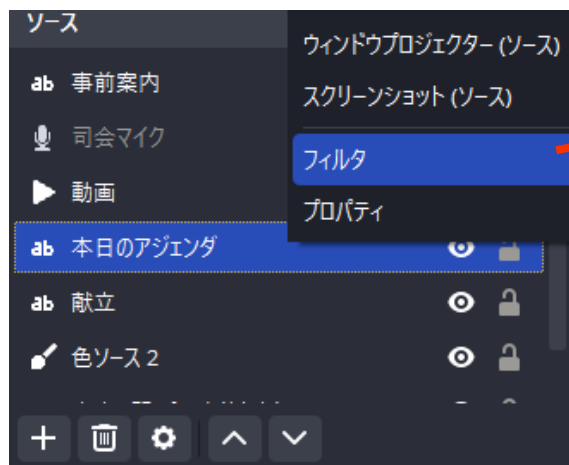 ソース
ウィンドウプロジェクター (ソース)
ab 事前案内
スクリーンショット (ソース)
司会マイク
フィルタ
動画
プロパティ
ab 本日のアジェンダ
ab 献立
色ソース 2